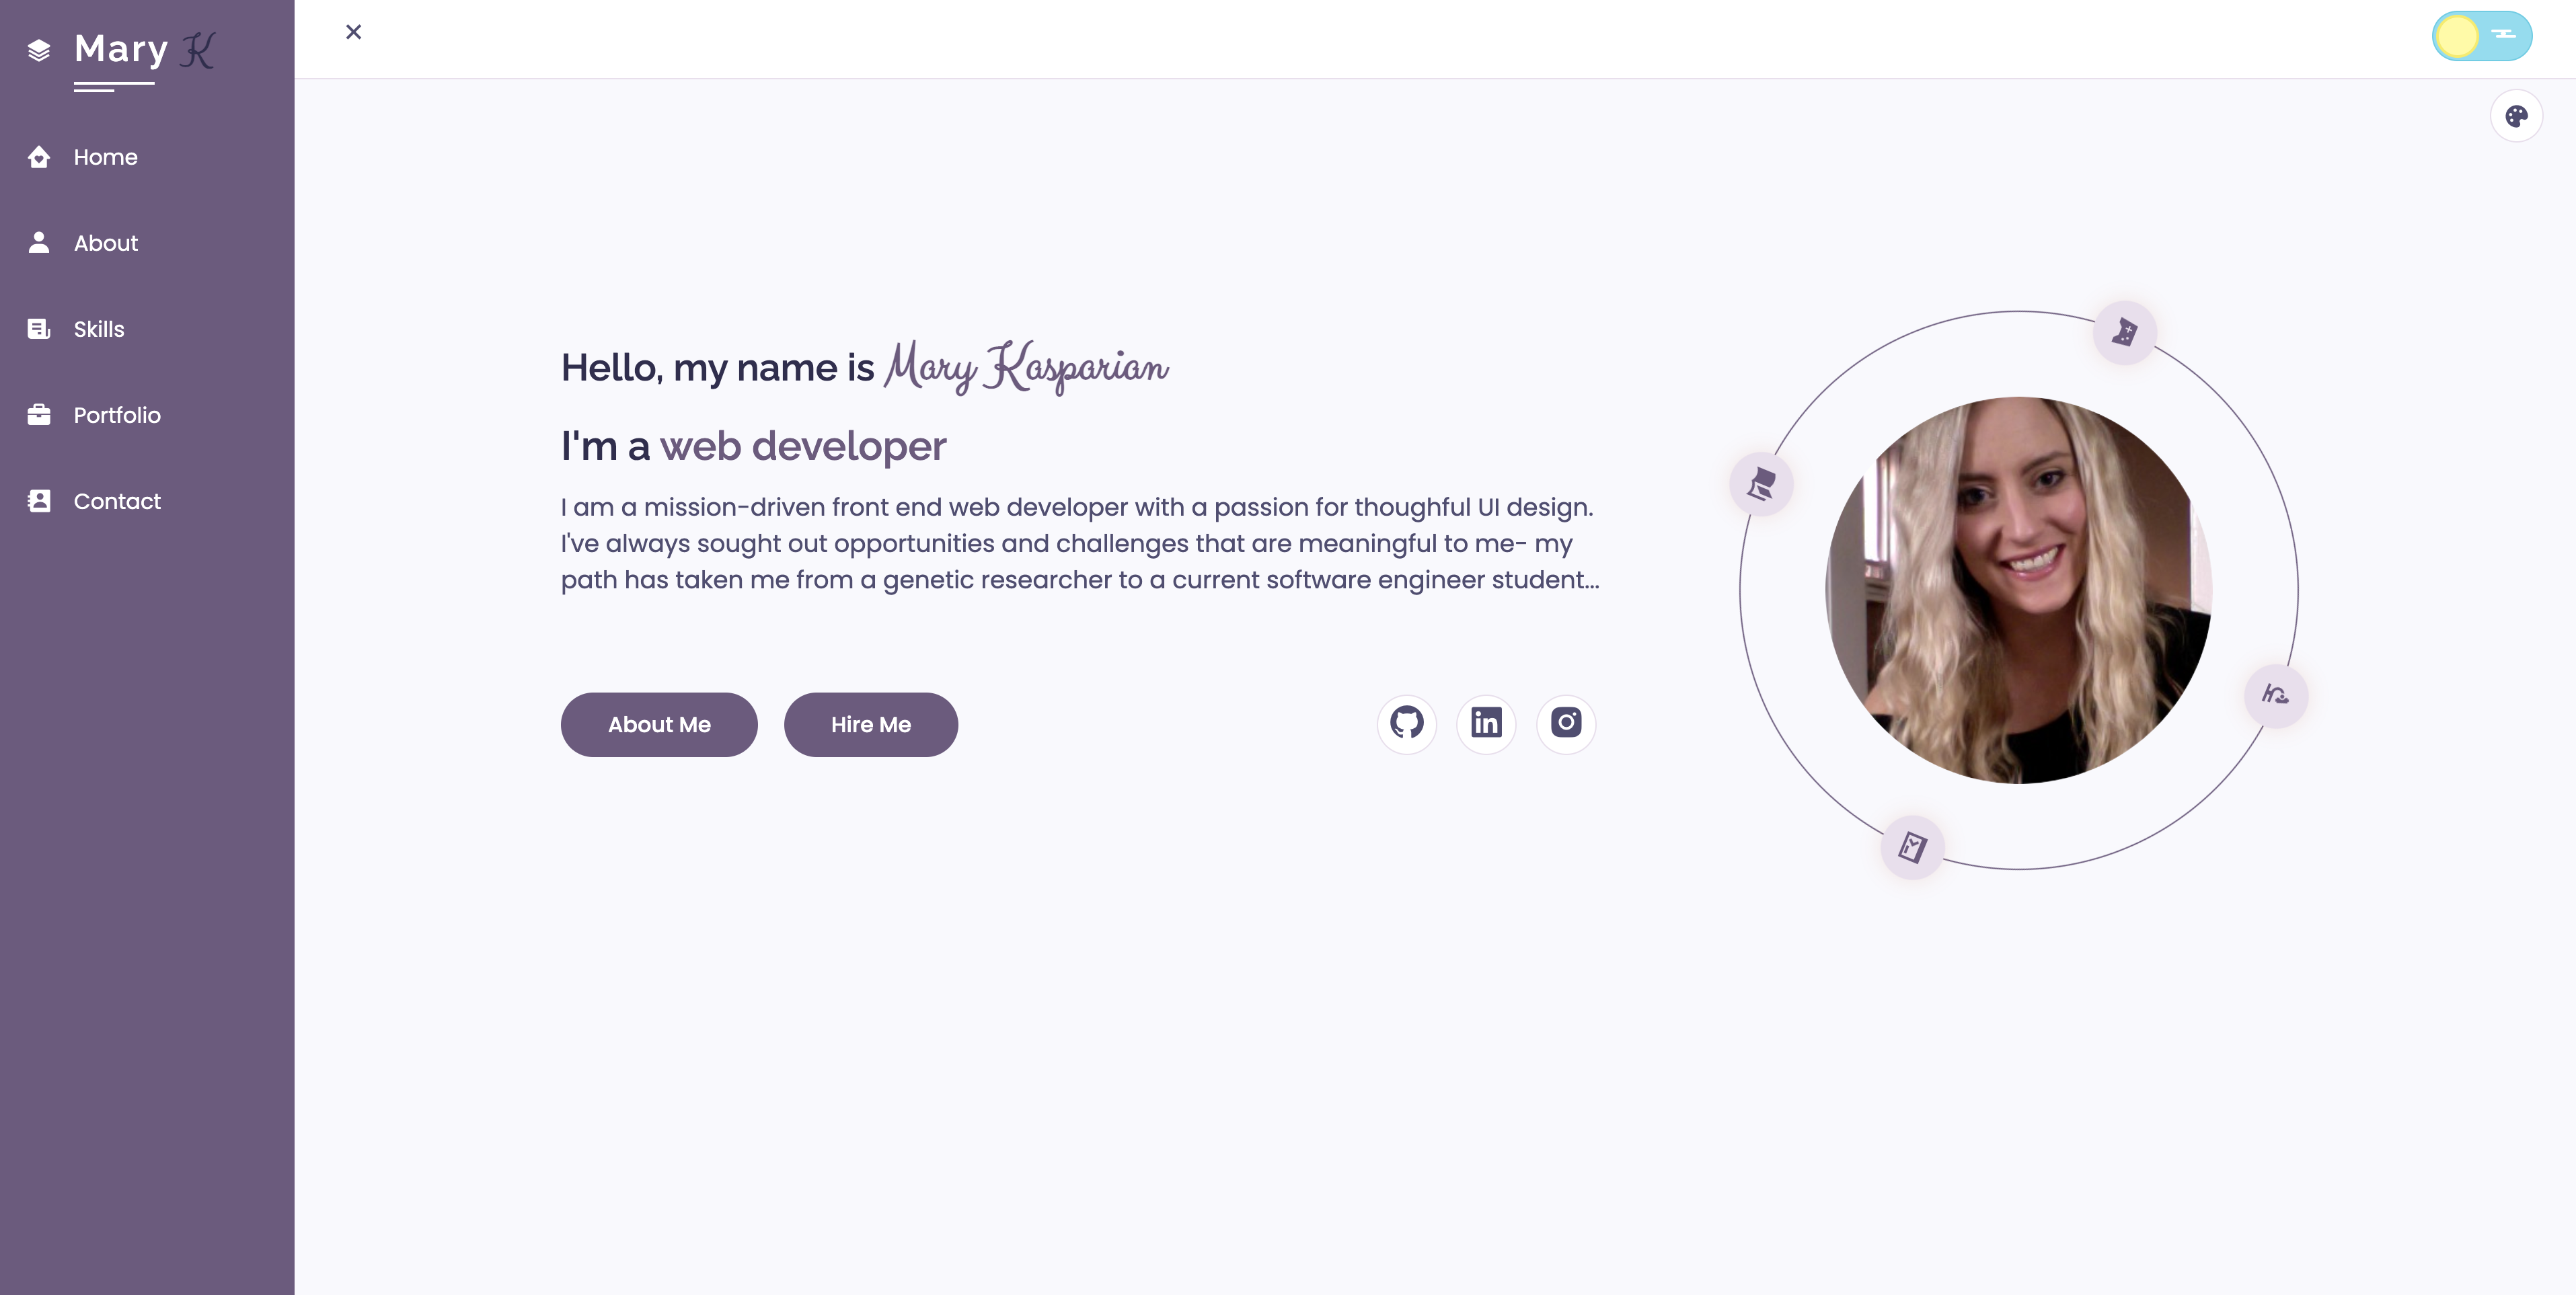 Mary K
Home
About
Skills
Portfolio
Contact
Hello, my name is Mary Kasparian
I'm a web developer
I am a mission-driven front end web developer with a passion for thoughful UI design.
I've always sought out opportunities and challenges that are meaningful to me- my
path has taken me from a genetic researcher to a current software engineer student...
About Me
Hire Me
in